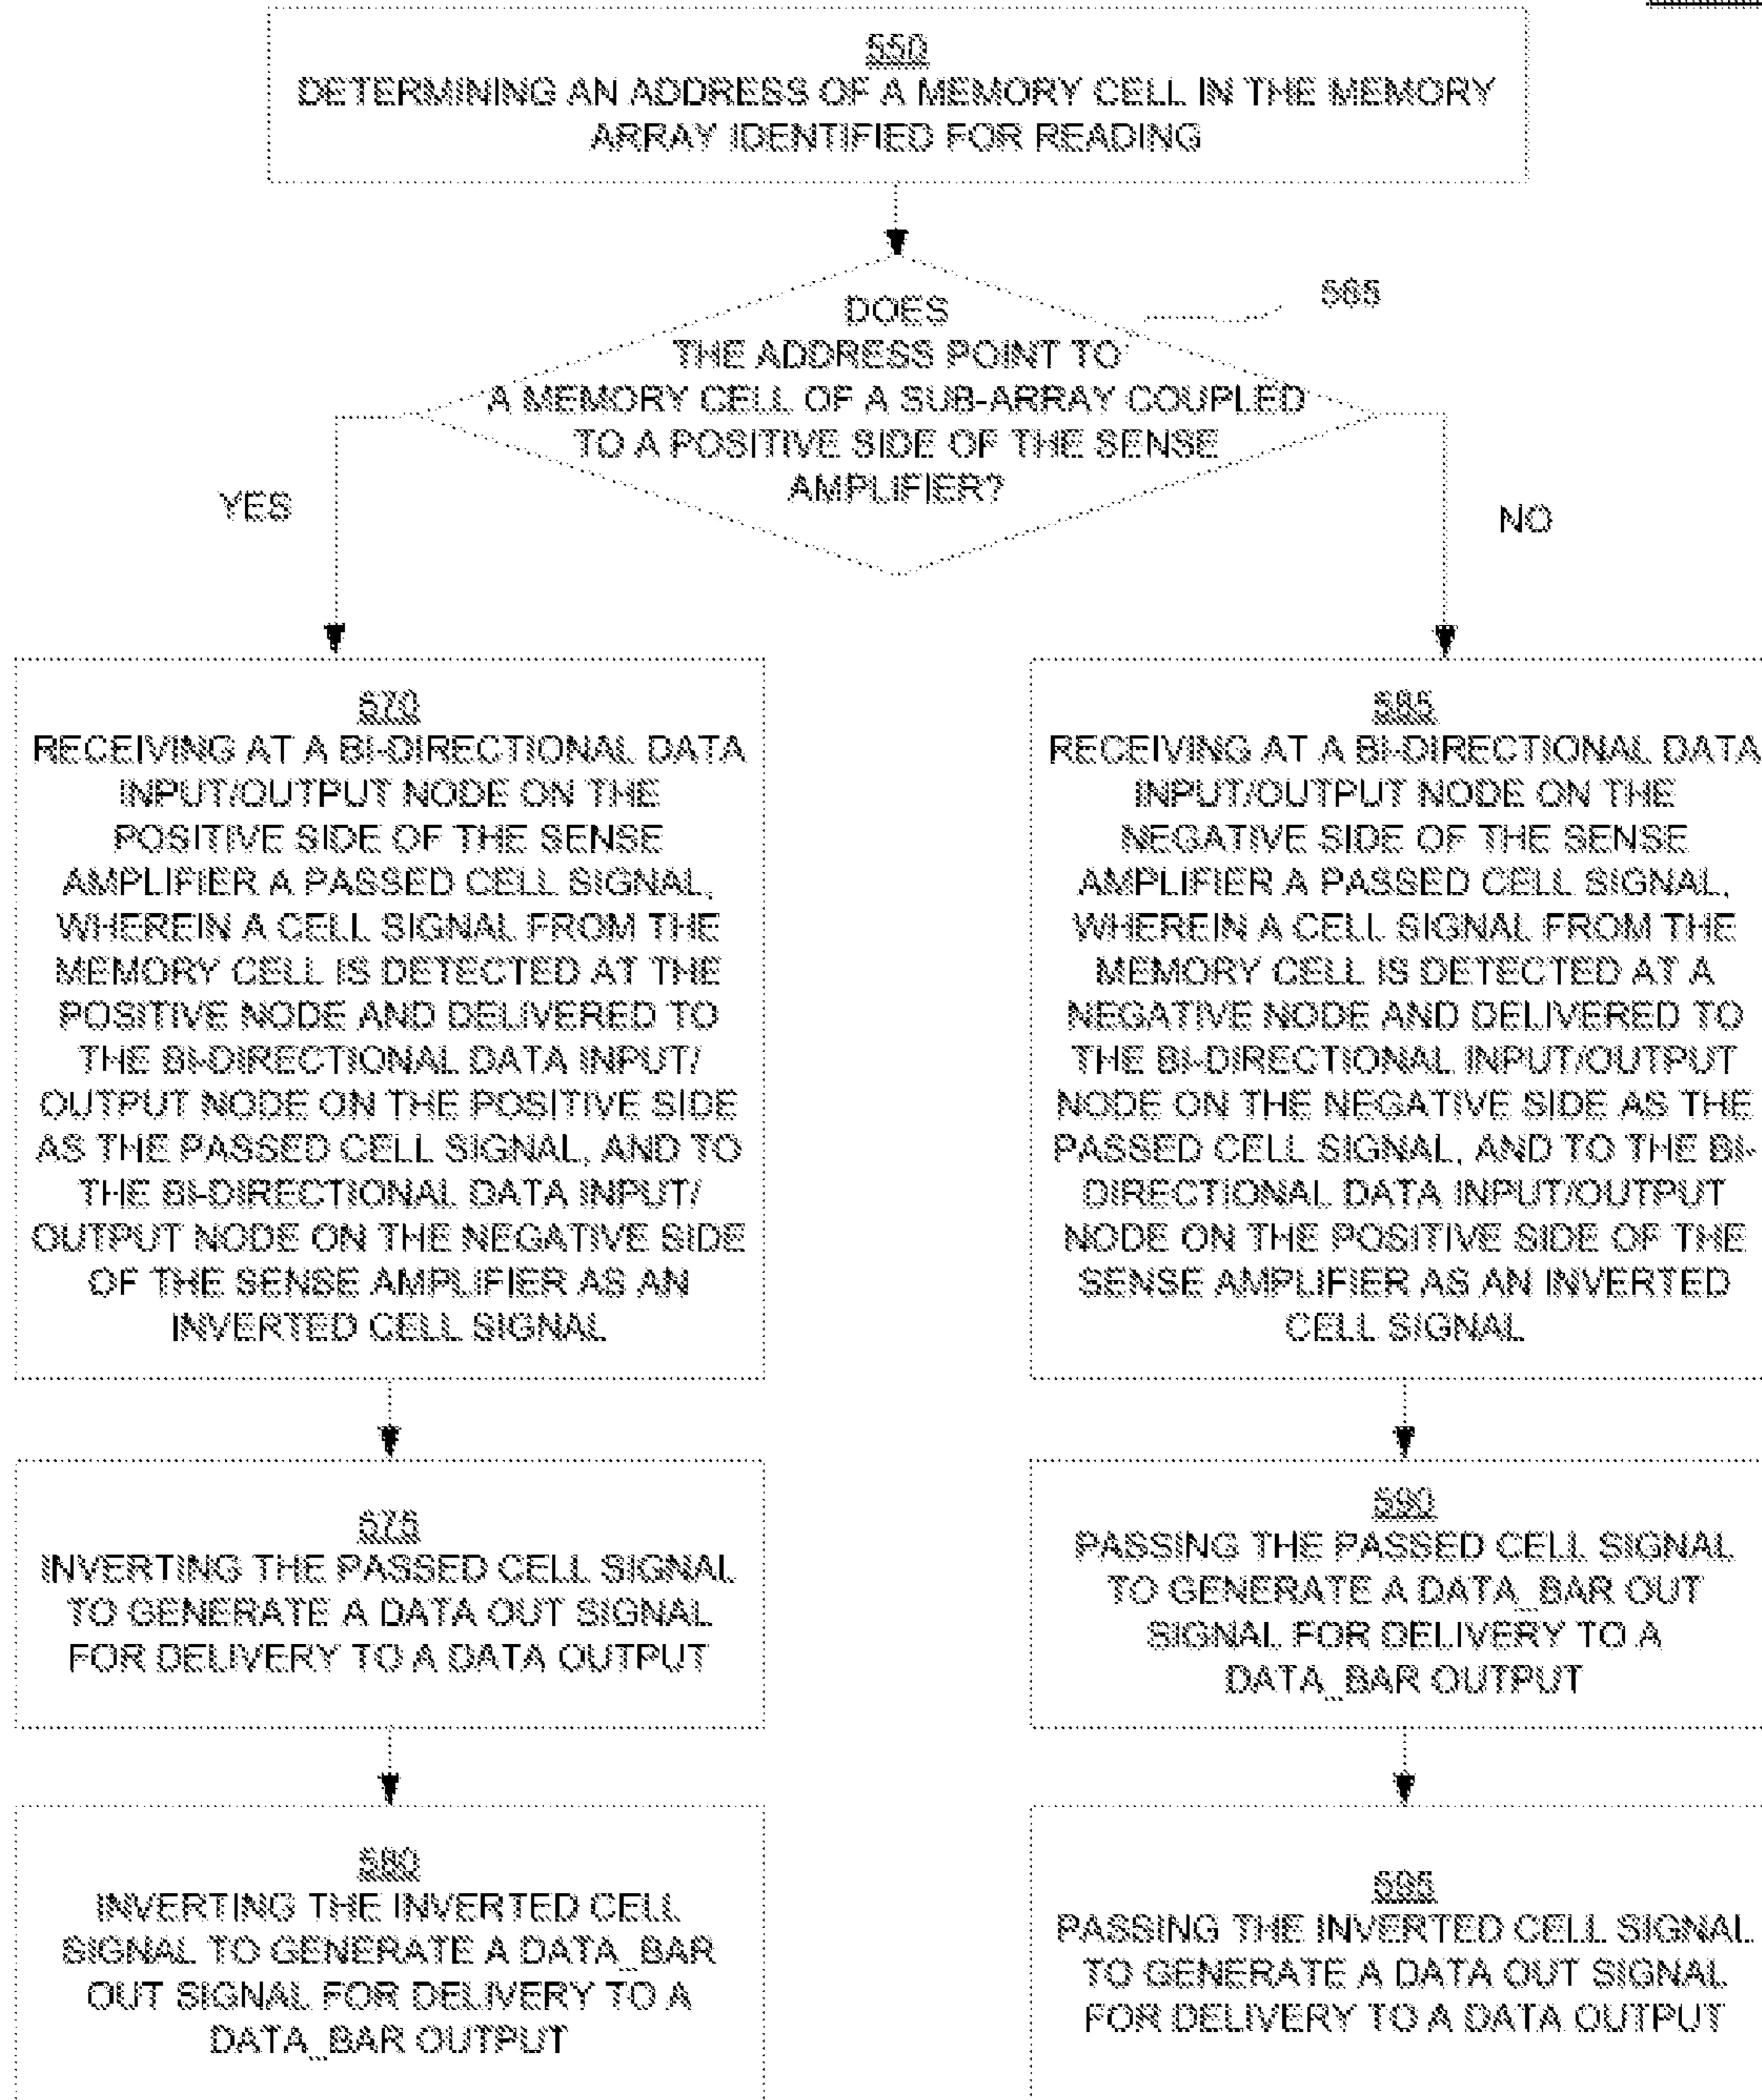 550
DETERMINING AN ADDRESS OF A MEMORY CELL IN THE MEMORY
ARRAY IDENTIFIED FOR READING
565
DOES
THE ADDRESS POINT TO
A MEMORY CELL OF A SUB-ARRAY COUPLED
TO A POSITIVE SIDE OF THE SENSE
AMPLIFIER?
YES
NO
570
RECEIVING AT A BI-DIRECTIONAL DATA
INPUT/OUTPUT NODE ON THE
POSITIVE SIDE OF THE SENSE
AMPLIFIER A PASSED CELL SIGNAL,
WHEREIN A CELL SIGNAL FROM THE
MEMORY CELL IS DETECTED AT THE
POSITIVE NODE AND DELIVERED TO
THE BI-DIRECTIONAL DATA INPUT/
OUTPUT NODE ON THE POSITIVE SIDE
AS THE PASSED CELL SIGNAL, AND TO
THE BI-DIRECTIONAL DATA INPUT/
OUTPUT NODE ON THE NEGATIVE SIDE
OF THE SENSE AMPLIFIER AS AN
INVERTED CELL SIGNAL
585
RECEIVING AT A BI-DIRECTIONAL DATA
INPUT/OUTPUT NODE ON THE
NEGATIVE SIDE OF THE SENSE
AMPLIFIER A PASSED CELL SIGNAL,
WHEREIN A CELL SIGNAL FROM THE
MEMORY CELL IS DETECTED AT A
NEGATIVE NODE AND DELIVERED TO
THE BI-DIRECTIONAL INPUT/OUTPUT
NODE ON THE NEGATIVE SIDE AS THE
PASSED CELL SIGNAL, AND TO THE BI-
DIRECTIONAL DATA INPUT/OUTPUT
NODE ON THE POSITIVE SIDE OF THE
SENSE AMPLIFIER AS AN INVERTED
CELL SIGNAL
575
INVERTING THE PASSED CELL SIGNAL
TO GENERATE A DATA OUT SIGNAL
FOR DELIVERY TO A DATA OUTPUT
590
PASSING THE PASSED CELL SIGNAL
TO GENERATE A DATA_BAR OUT
SIGNAL FOR DELIVERY TO A
DATA_BAR OUTPUT
580
INVERTING THE INVERTED CELL
SIGNAL TO GENERATE A DATA_BAR
OUT SIGNAL FOR DELIVERY TO A
DATA_BAR OUTPUT
595
PASSING THE INVERTED CELL SIGNAL
TO GENERATE A DATA OUT SIGNAL
FOR DELIVERY TO A DATA OUTPUT